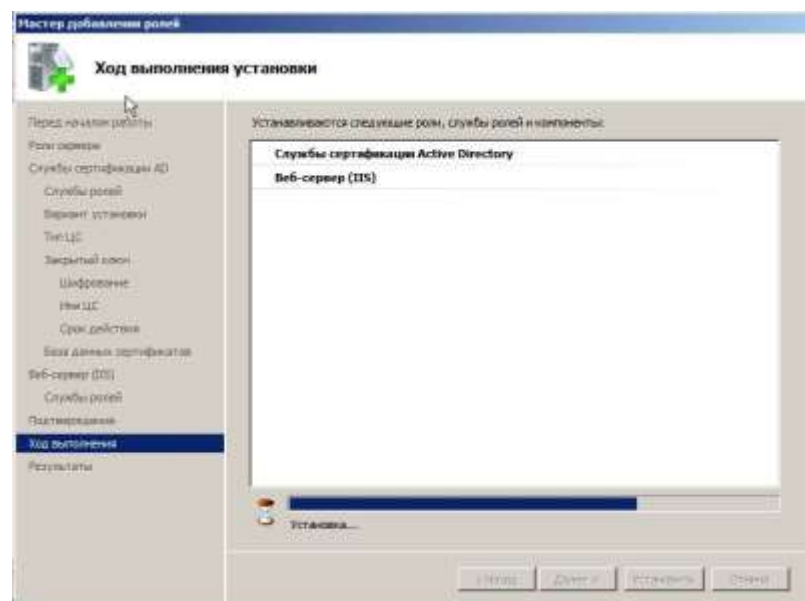 Мастер добавления ролей
Ход выполнения установки
Перед началом работы
Роли сервера
Службы сертификации AD
Службы ролей
Вариант установки
Тип ЦС
Закрытый ключ
Шифрование
Имя ЦС
Срок действия
База данных сертификатов
Веб-сервер (IIS)
Службы ролей
Подтверждение
Ход выполнения
Результаты
Устанавливаются следующие роли, службы ролей и компоненты:
Службы сертификации Active Directory
Веб-сервер (IIS)
Установка...
< Назад
Далее >
Установить
Отмена